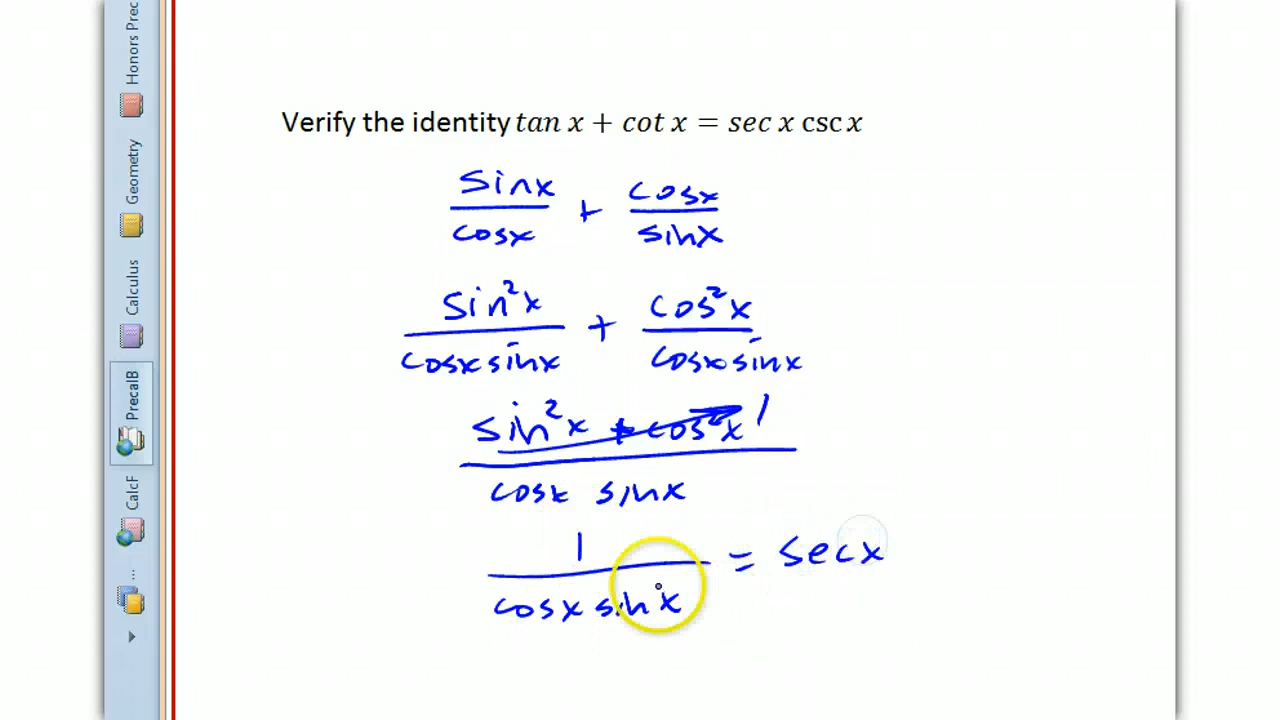 Honors Prec
Geometry
Calculus
PrecalB
CalcF
...
Verify the identity tan x + cot x = sec x csc x
sinx/cosx + cosx/sinx
sin²x/cosx sinx + cos²x/cosx sinx
sin²x + cos²x 1/cosx sinx
1/cosx sinx = secx